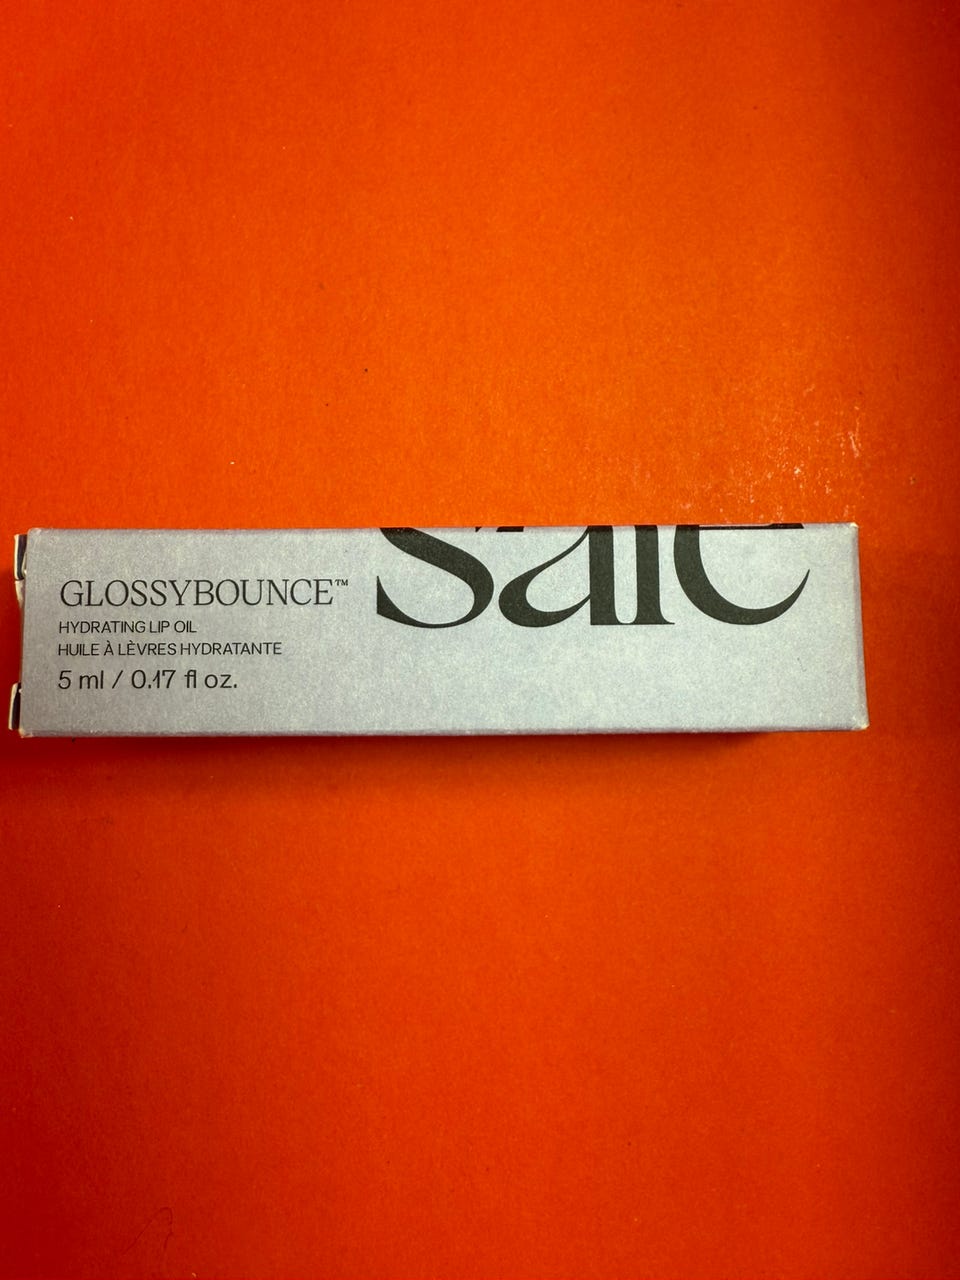 GLOSSYBOUNCE™
HYDRATING LIP OIL
HUILE À LÈVRES HYDRATANTE
5 ml / 0.17 fl oz.
saie